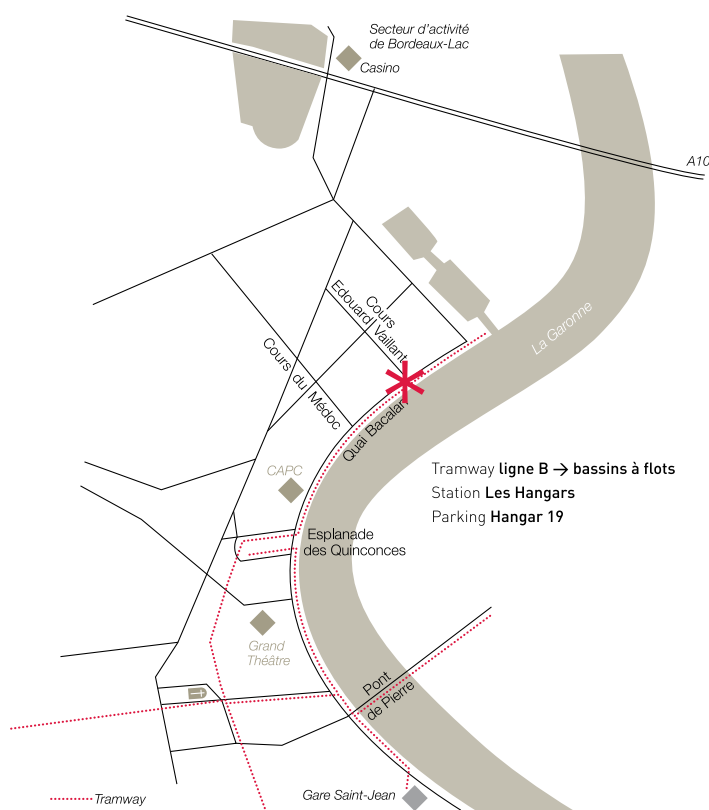 Secteur d'activité
de Bordeaux-Lac
Casino
A10
La Garonne
Cours
Edouard Vaillant
Cours du Médoc
Quai Bacalan
Tramway ligne B → bassins à flots
Station Les Hangars
Parking Hangar 19
CAPC
Esplanade
des Quinconces
Grand
Théâtre
Pont
de Pierre
Gare Saint-Jean
Tramway